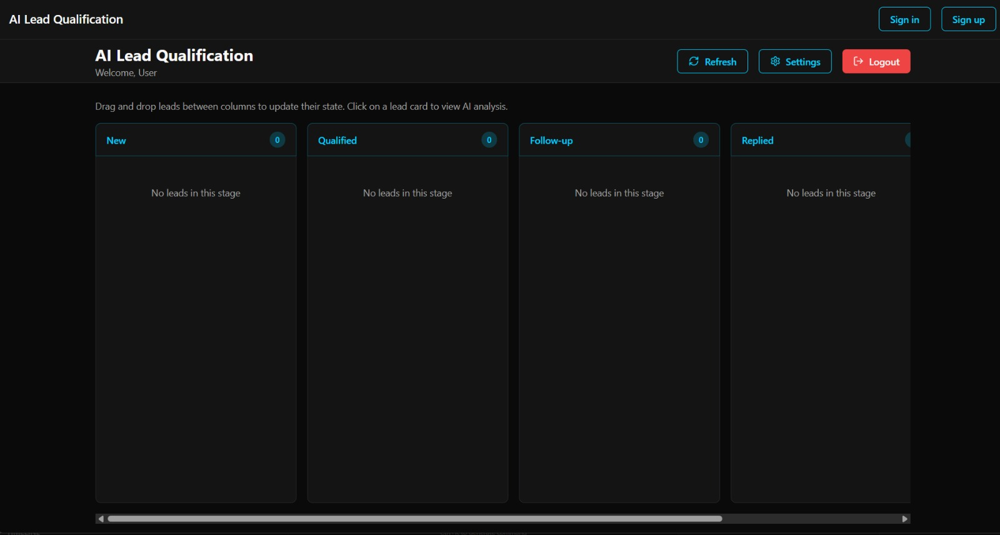 AI Lead Qualification
Sign in
Sign up
AI Lead Qualification
Welcome, User
Refresh
Settings
Logout
Drag and drop leads between columns to update their state. Click on a lead card to view AI analysis.
New
0
Qualified
0
Follow-up
0
Replied
No leads in this stage
No leads in this stage
No leads in this stage
No leads in this stage